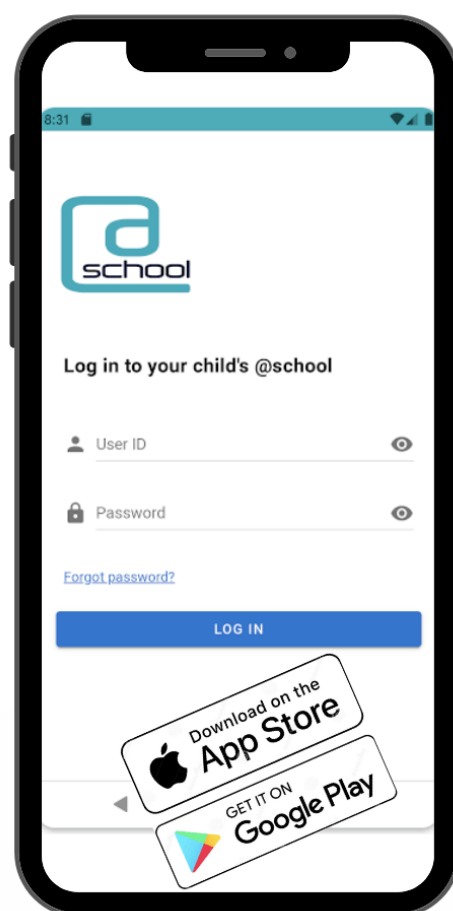 8:31
@
school
Log in to your child's @school
User ID
Password
Forgot password?
LOG IN
Download on the
App Store
GET IT ON
Google Play